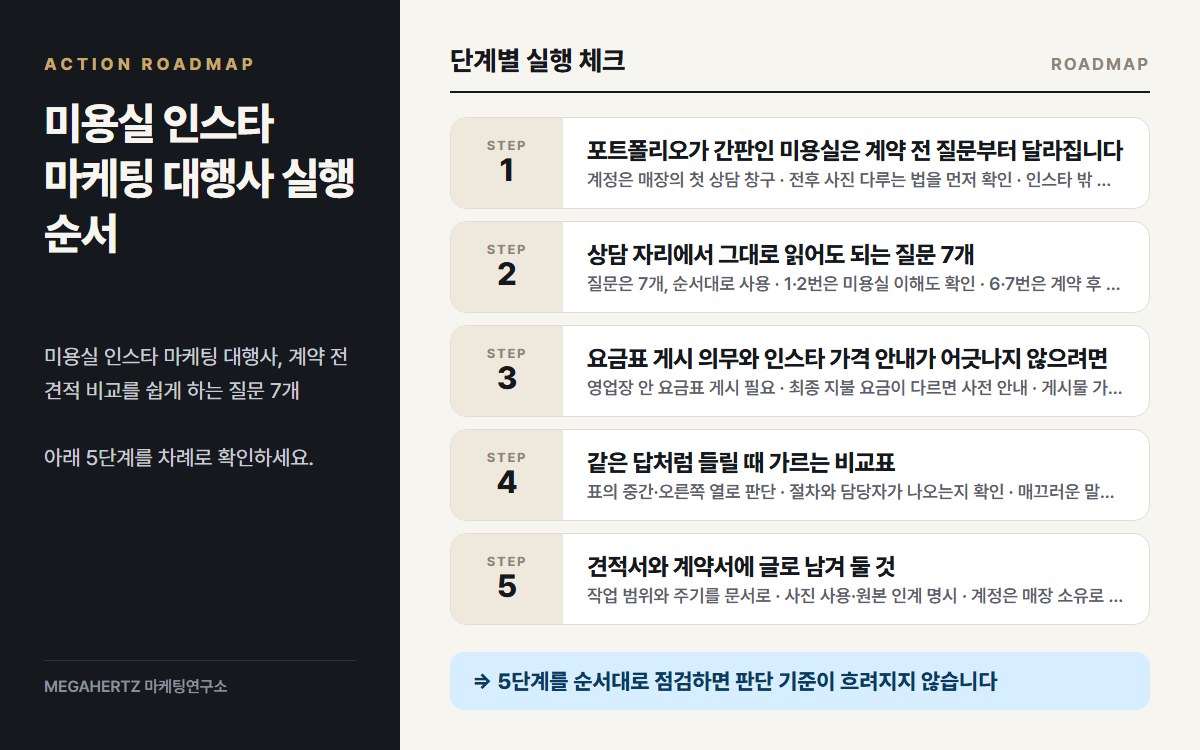 ACTION ROADMAP
미용실 인스타
마케팅 대행사 실행
순서
미용실 인스타 마케팅 대행사, 계약 전
견적 비교를 쉽게 하는 질문 7개
아래 5단계를 차례로 확인하세요.
MEGAHERTZ 마케팅연구소
단계별 실행 체크
ROADMAP
STEP
1
포트폴리오가 간판인 미용실은 계약 전 질문부터 달라집니다
계정은 매장의 첫 상담 창구 · 전후 사진 다루는 법을 먼저 확인 · 인스타 밖 ...
STEP
2
상담 자리에서 그대로 읽어도 되는 질문 7개
질문은 7개, 순서대로 사용 · 1·2번은 미용실 이해도 확인 · 6·7번은 계약 후 ...
STEP
3
요금표 게시 의무와 인스타 가격 안내가 어긋나지 않으려면
영업장 안 요금표 게시 필요 · 최종 지불 요금이 다르면 사전 안내 · 게시물 가...
STEP
4
같은 답처럼 들릴 때 가르는 비교표
표의 중간·오른쪽 열로 판단 · 절차와 담당자가 나오는지 확인 · 매끄러운 말...
STEP
5
견적서와 계약서에 글로 남겨 둘 것
작업 범위와 주기를 문서로 · 사진 사용·원본 인계 명시 · 계정은 매장 소유로 ...
⇒ 5단계를 순서대로 점검하면 판단 기준이 흐려지지 않습니다